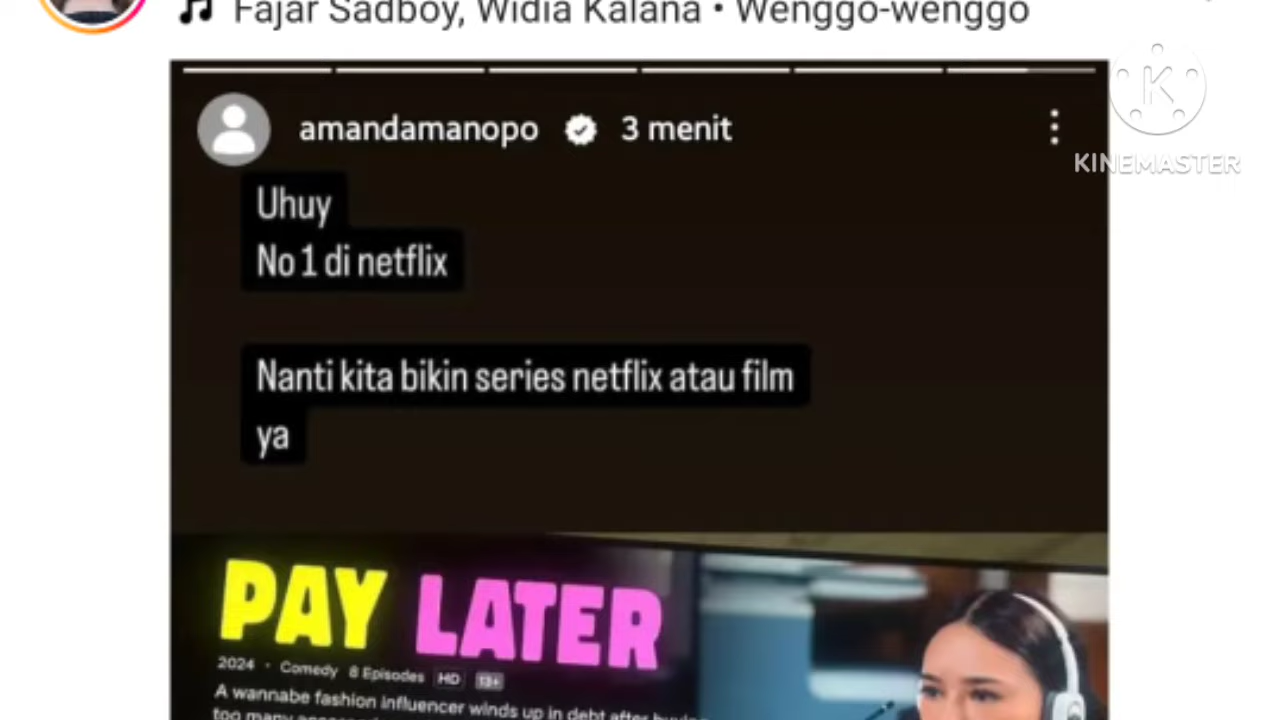 Fajar Sadboy, Widia Kalana • Wenggo-wenggo
amandamanopo 3 menit
KINEMASTER
Uhuy
No 1 di netflix
Nanti kita bikin series netflix atau film
ya
PAY LATER
2024 · Comedy 8 Episodes HD 13+
A wannabe fashion influencer winds up in debt after buying
too many